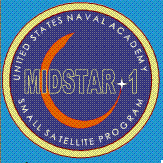 UNITED STATES NAVAL ACADEMY
MIDSTAR-1
SMALL SATELLITE PROGRAM